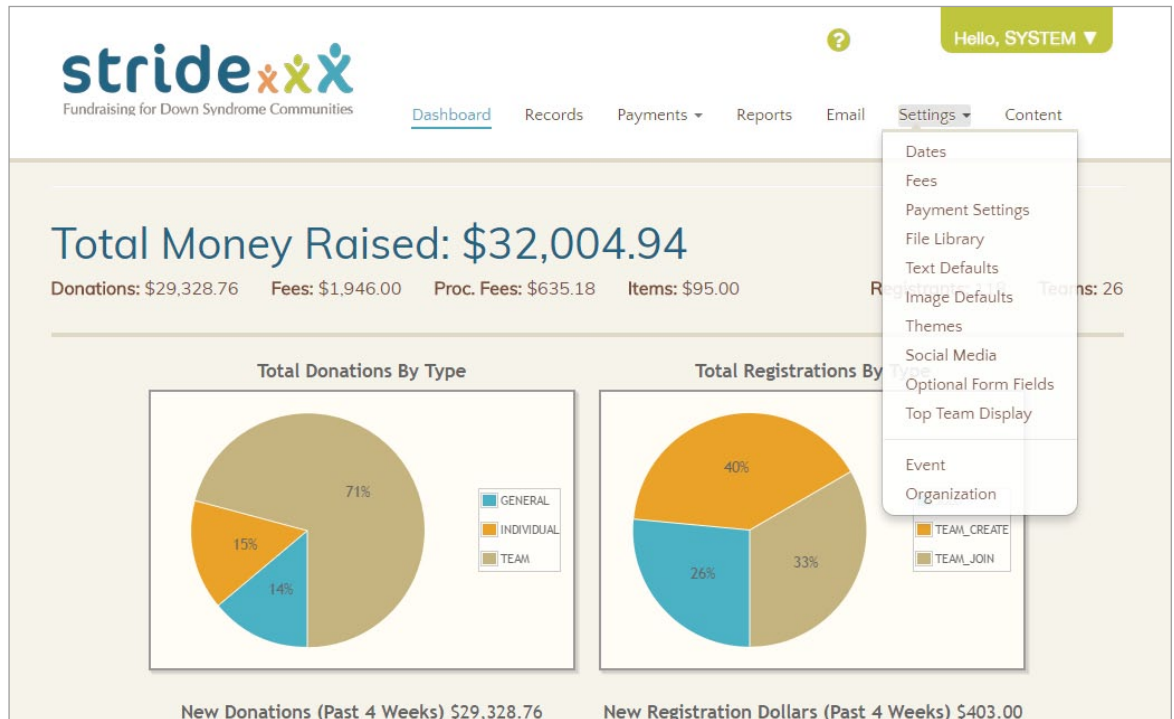 Hello, SYSTEM ▼
stride
Fundraising for Down Syndrome Communities
Dashboard Records Payments Reports Email Settings Content
Dates
Fees
Payment Settings
File Library
Text Defaults
Image Defaults
Themes
Social Media
Optional Form Fields
Top Team Display
Event
Organization
Total Money Raised: $32,004.94
Donations: $29,328.76 Fees: $1,946.00 Proc. Fees: $635.18 Items: $95.00 Teams: 26
Total Donations By Type
71%
15%
14%
GENERAL
INDIVIDUAL
TEAM
Total Registrations By Type
40%
26%
33%
TEAM_CREATE
TEAM_JOIN
New Donations (Past 4 Weeks) $29,328.76
New Registration Dollars (Past 4 Weeks) $403.00